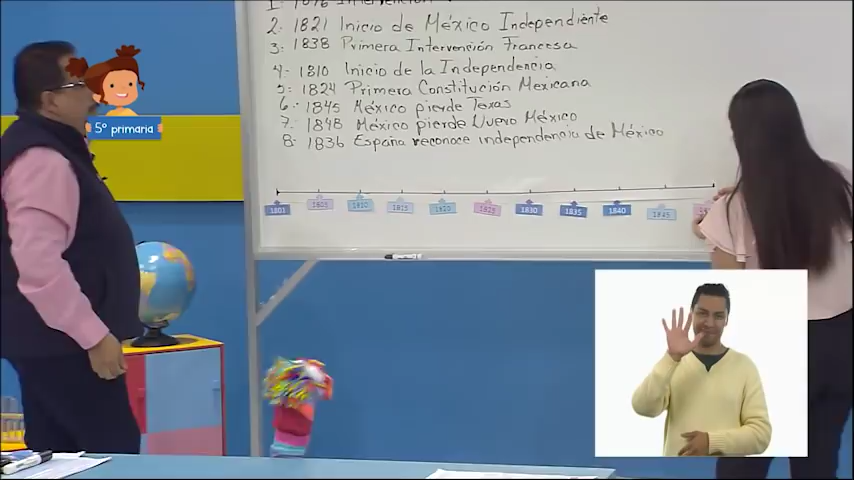 2: 1821 Inicio de México Independiente
3: 1838 Primera Intervención Francesa
4: 1810 Inicio de la Independencia
5: 1824 Primera Constitución Mexicana
6: 1845 México pierde Texas
7: 1848 México pierde Nuevo México
8: 1836 España reconoce independencia de México
1801 1805 1810 1815 1820 1825 1830 1835 1840 1845
5º primaria